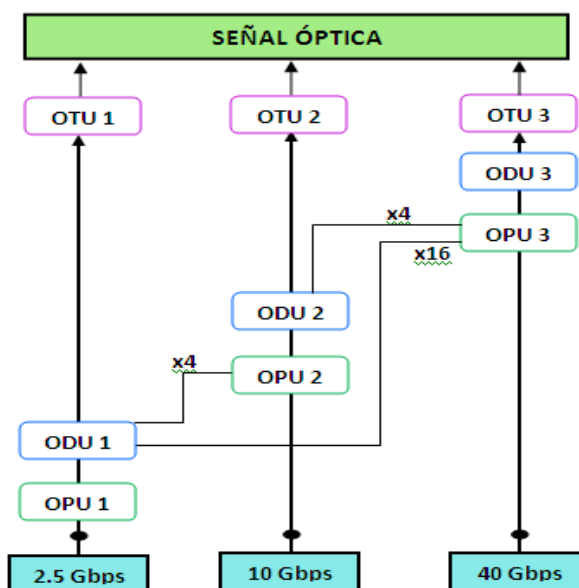 SEÑAL ÓPTICA
OTU 1
OTU 2
OTU 3
ODU 3
x4
OPU 3
x16
ODU 2
x4
OPU 2
ODU 1
OPU 1
2.5 Gbps
10 Gbps
40 Gbps